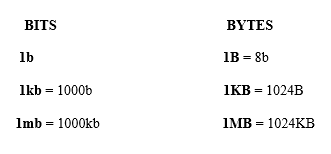 BITS BYTES
1b 1B = 8b
1kb = 1000b 1KB = 1024B
1mb = 1000kb 1MB = 1024KB